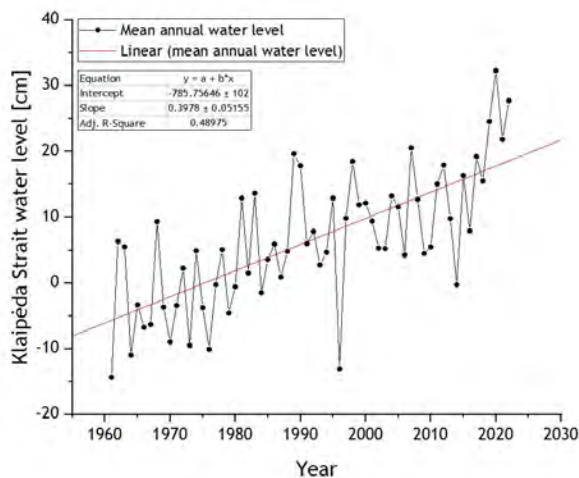 Mean annual water level
Linear (mean annual water level)
Equation y = a + b*x
Intercept -785.75646 ± 102
Slope 0.3978 ± 0.05155
Adj. R-Square 0.48975
Klaipėda Strait water level [cm]
40
30
20
10
0
-10
-20
1960 1970 1980 1990 2000 2010 2020 2030
Year